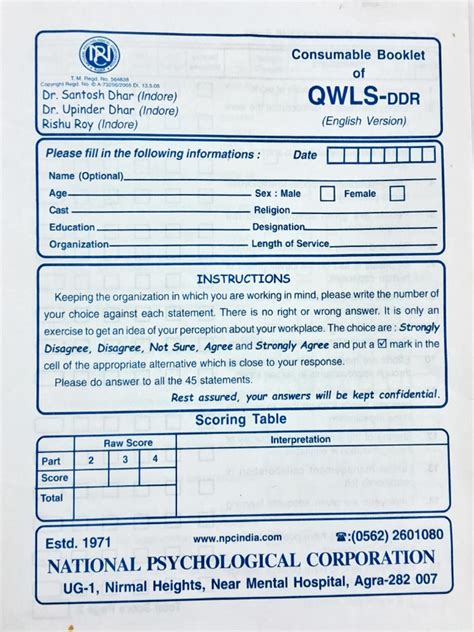 T. M. Regd. No. 564838
Copyright Regd. No. © A-73256/2005 Dt. 13.5.05
Dr. Santosh Dhar (Indore)
Dr. Upinder Dhar (Indore)
Rishu Roy (Indore)
Consumable Booklet
of
QWLS-DDR
(English Version)
Please fill in the following informations : Date
Name (Optional)
Age Sex : Male Female
Cast Religion
Education Designation
Organization Length of Service
INSTRUCTIONS
Keeping the organization in which you are working in mind, please write the number
of your choice against each statement. There is no right or wrong answer. It is only an
exercise to get an idea of your perception about your workplace. The choice are : Strongly
Disagree, Disagree, Not Sure, Agree and Strongly Agree and put a ☑ mark in the
cell of the appropriate alternative which is close to your response.
Please do answer to all the 45 statements.
Rest assured, your answers will be kept confidential.
Scoring Table
Raw Score Interpretation
Part 2 3 4
Score
Total
Estd. 1971 www.npcindia.com ☎:(0562) 2601080
NATIONAL PSYCHOLOGICAL CORPORATION
UG-1, Nirmal Heights, Near Mental Hospital, Agra-282 007